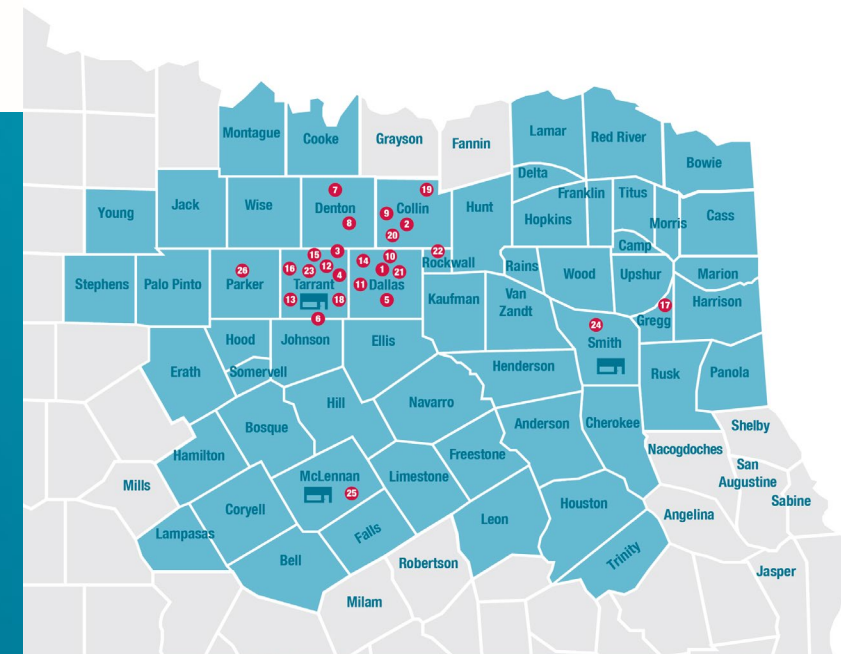 Montague
Cooke
Grayson
Fannin
Lamar
Red River
Bowie
Delta
Young
Jack
Wise
7
Denton
8
19
9
Collin
2
20
Hunt
Franklin
Titus
Hopkins
Morris
Cass
Camp
Stephens
Palo Pinto
26
Parker
15
3
16
23
12
4
Tarrant
13
18
6
14
10
1
21
11
Dallas
5
22
Rockwall
Kaufman
Rains
Van
Zandt
Wood
Upshur
Marion
Harrison
17
Gregg
24
Smith
Hood
Johnson
Ellis
Erath
Somervell
Henderson
Rusk
Panola
Hill
Navarro
Bosque
Anderson
Cherokee
Shelby
Hamilton
Freestone
Nacogdoches
McLennan
25
Limestone
San
Augustine
Mills
Sabine
Coryell
Houston
Angelina
Lampasas
Falls
Leon
Bell
Robertson
Trinity
Jasper
Milam